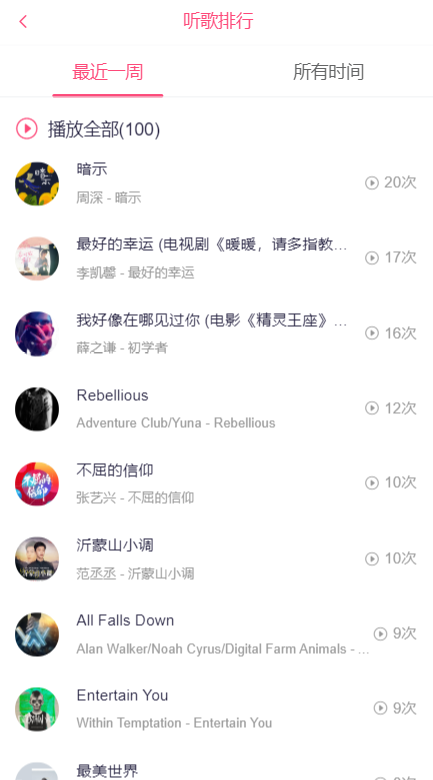 听歌排行
最近一周 所有时间
播放全部(100)
暗示
周深 - 暗示
20次
最好的幸运 (电视剧《暖暖，请多指教...
李凯馨 - 最好的幸运
17次
我好像在哪见过你 (电影《精灵王座》...
薛之谦 - 初学者
16次
Rebellious
Adventure Club/Yuna - Rebellious
12次
不屈的信仰
张艺兴 - 不屈的信仰
10次
沂蒙山小调
范丞丞 - 沂蒙山小调
10次
All Falls Down
Alan Walker/Noah Cyrus/Digital Farm Animals - ...
9次
Entertain You
Within Temptation - Entertain You
9次
最美世界